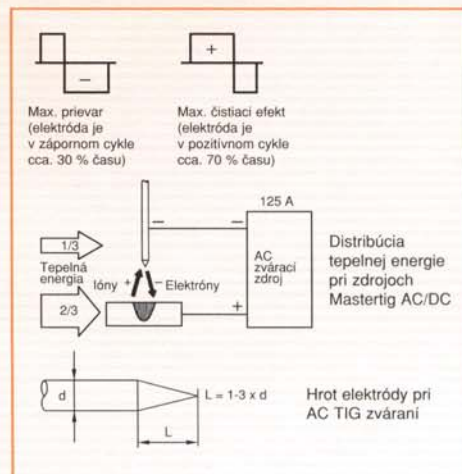 +
−
Max. prievar
(elektróda je
v zápornom cykle
cca. 30 % času)
Max. čistiaci efekt
(elektróda je
v pozitívnom cykle
cca. 70 % času)
125 A
−
−
1/3
Tepelná
energia
2/3
Ióny
+
−
Elektróny
AC
zvárací
zdroj
+
Distribúcia
tepelnej energie
pri zdrojoch
Mastertig AC/DC
d
L = 1-3 x d
L
Hrot elektródy pri
AC TIG zváraní